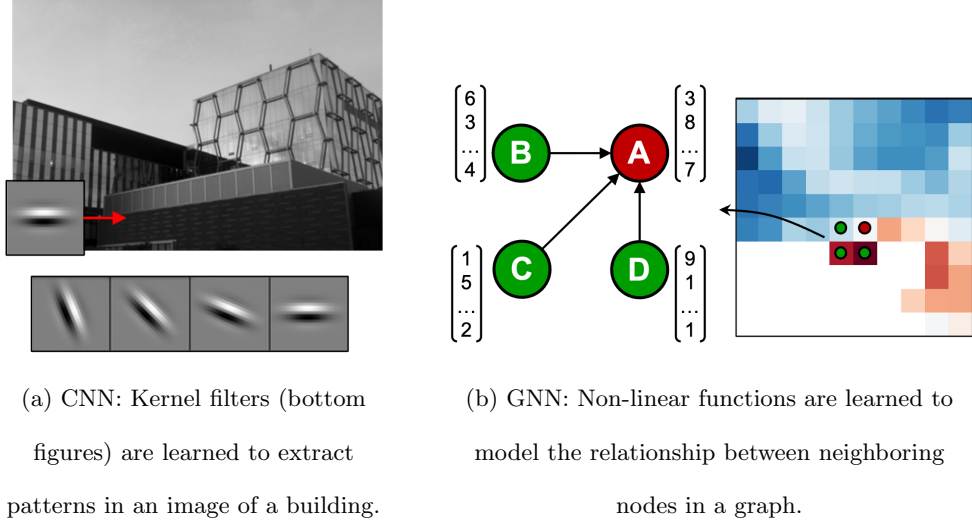 6
3
...
4
B
A
3
8
...
7
1
5
...
2
C
D
9
1
...
1
(a) CNN: Kernel filters (bottom
figures) are learned to extract
patterns in an image of a building.
(b) GNN: Non-linear functions are learned to
model the relationship between neighboring
nodes in a graph.